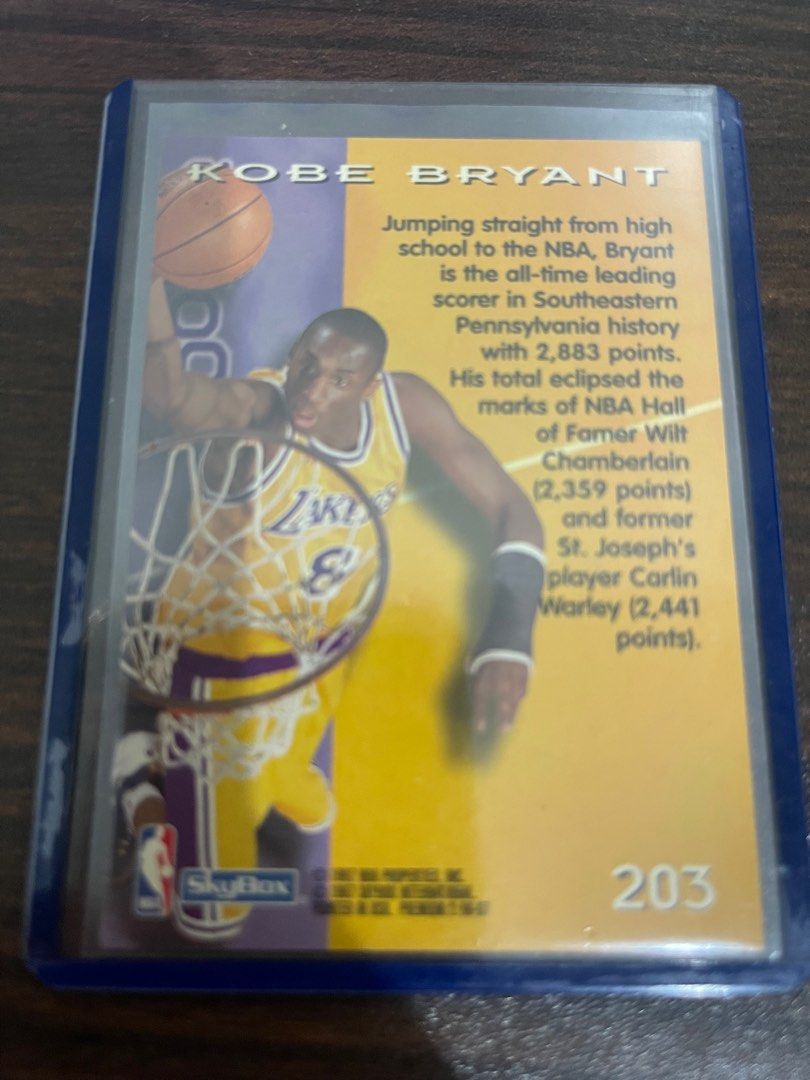 KOBE BRYANT
Jumping straight from high
school to the NBA, Bryant
is the all-time leading
scorer in Southeastern
Pennsylvania history
with 2,883 points.
His total eclipsed the
marks of NBA Hall
of Famer Wilt
Chamberlain
(2,359 points)
and former
St. Joseph's
player Carlin
Warley (2,441
points).
LAKERS
8
SkyBox
203